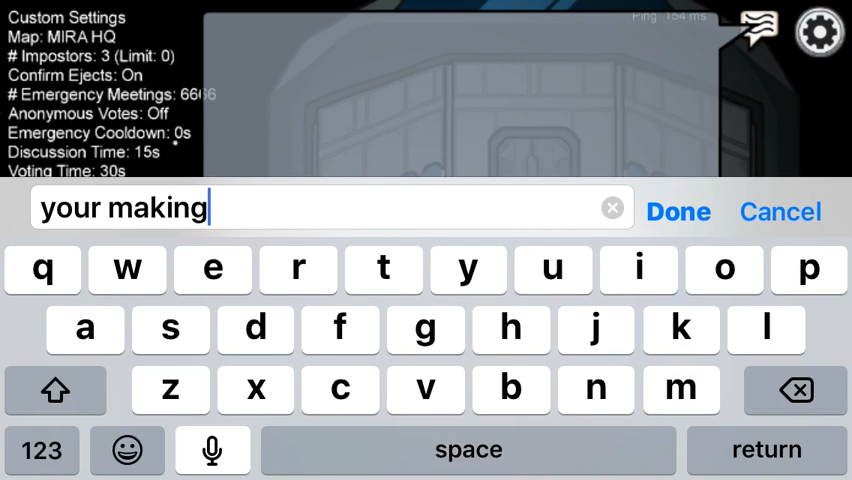 Custom Settings
Map: MIRA HQ
# Impostors: 3 (Limit: 0)
Confirm Ejects: On
# Emergency Meetings: 6666
Anonymous Votes: Off
Emergency Cooldown: 0s
Discussion Time: 15s
Voting Time: 30s
Ping: 154 ms
your making
Done
Cancel
q w e r t y u i o p
a s d f g h j k l
z x c v b n m
123
space
return